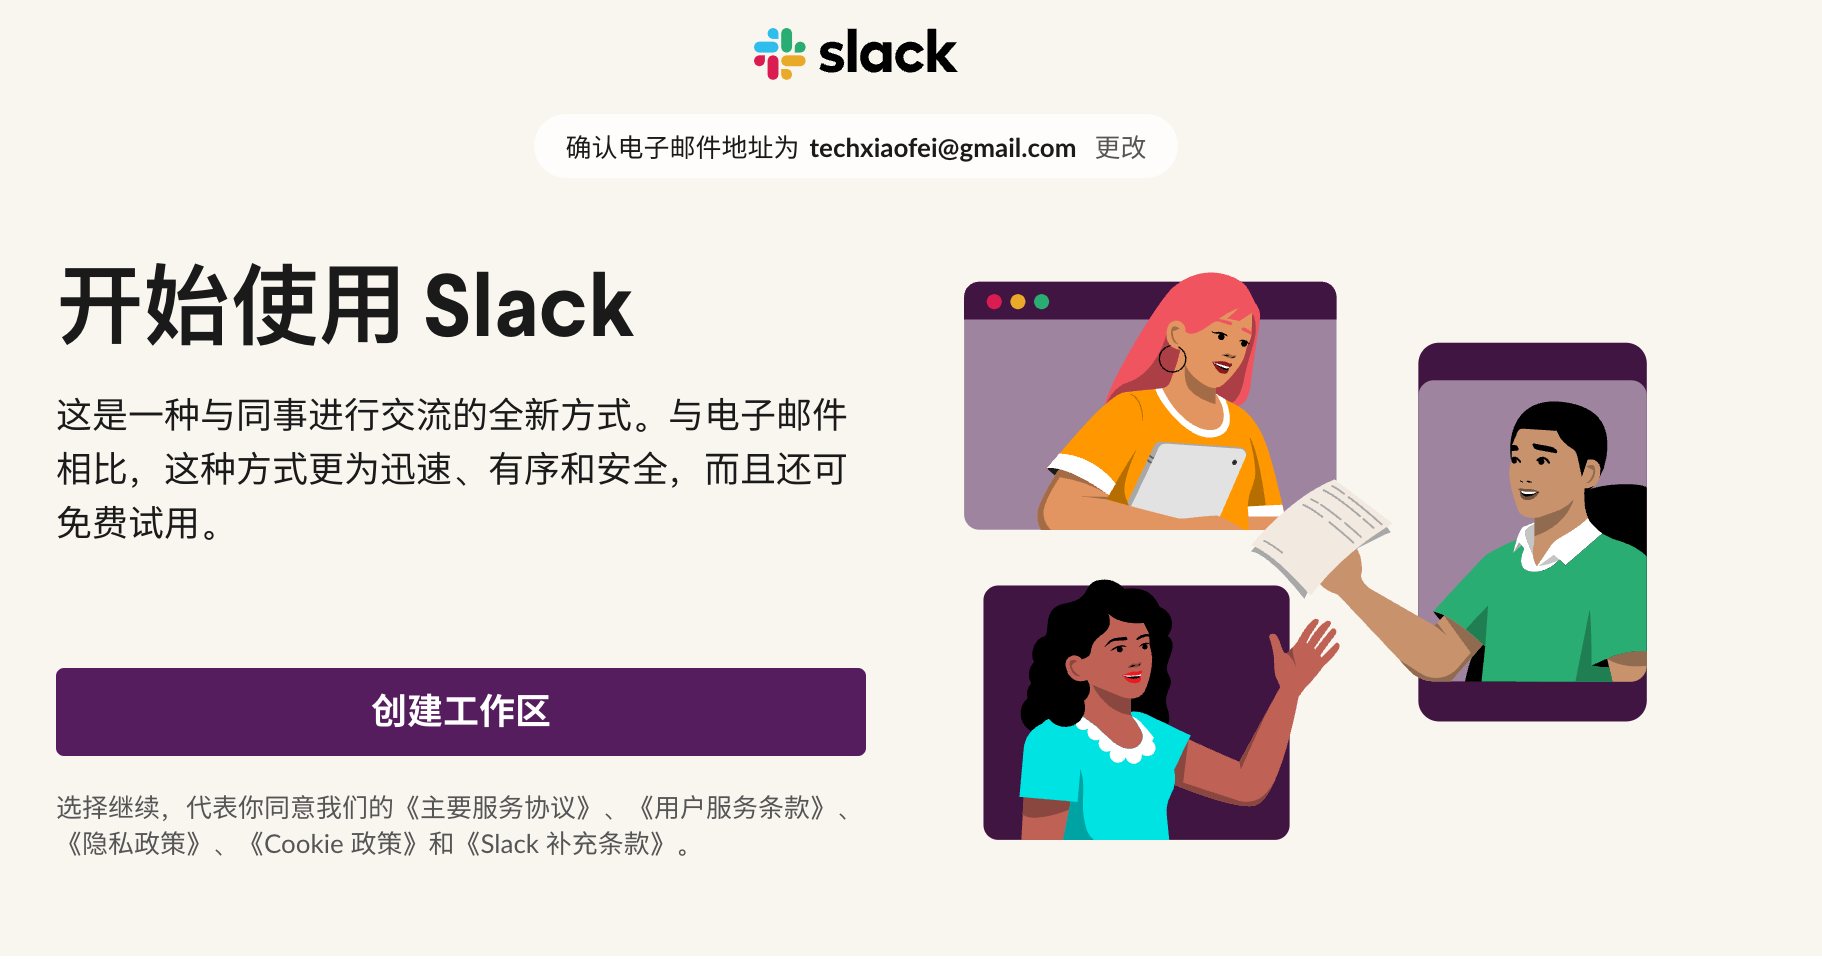 slack
确认电子邮件地址为 techxiaofei@gmail.com 更改
开始使用 Slack
这是一种与同事进行交流的全新方式。与电子邮件
相比，这种方式更为迅速、有序和安全，而且还可
免费试用。
创建工作区
选择继续，代表你同意我们的《主要服务协议》、《用户服务条款》、
《隐私政策》、《Cookie 政策》和《Slack 补充条款》。